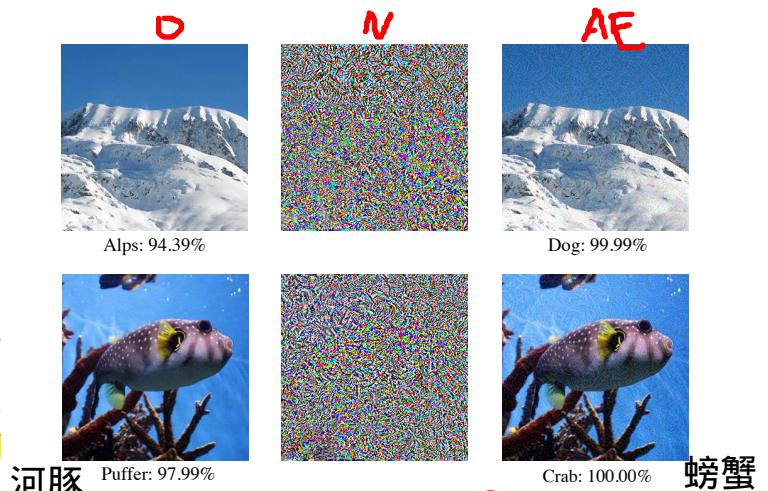 O N AE
Alps: 94.39% Dog: 99.99%
Puffer: 97.99% Crab: 100.00%
河豚 螃蟹